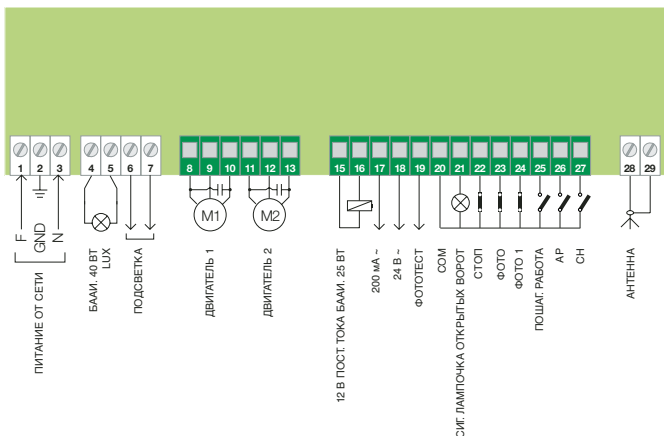 1 2 3 4 5 6 7 8 9 10 11 12 13 15 16 17 18 19 20 21 22 23 24 25 26 27 28 29
M1
M2
F
GND
N
ПИТАНИЕ ОТ СЕТИ
БААИ. 40 ВТ
LUX
ПОДСВЕТКА
ДВИГАТЕЛЬ 1
ДВИГАТЕЛЬ 2
12 В ПОСТ. ТОКА БААИ. 25 ВТ
200 мА ~
24 В ~
ФОТОТЕСТ
COM
СИГ. ЛАМПОЧКА ОТКРЫТЫХ ВОРОТ
СТОП
ФОТО
ФОТО 1
ПОШАГ. РАБОТА
AP
CH
АНТЕННА